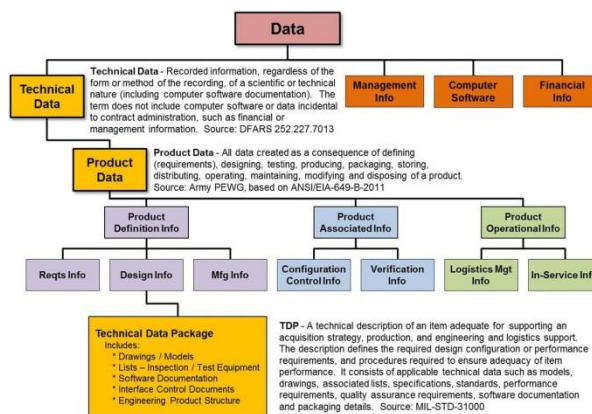 Data
Technical Data - Recorded information, regardless of the
form or method of the recording, of a scientific or technical
nature (including computer software documentation). The
term does not include computer software or data incidental
to contract administration, such as financial or
management information. Source: DFARS 252.227.7013
Technical
Data
Management
Info
Computer
Software
Financial
Info
Product Data - All data created as a consequence of defining
(requirements), designing, testing, producing, packaging, storing,
distributing, operating, maintaining, modifying and disposing of a product.
Source: Army PEWG, based on ANSI/EIA-649-B-2011
Product
Data
Product
Definition Info
Product
Associated Info
Product
Operational Info
Reqts Info
Design Info
Mfg Info
Configuration
Control Info
Verification
Info
Logistics Mgt
Info
In-Service Info
Technical Data Package
Includes:
* Drawings / Models
* Lists – Inspection / Test Equipment
* Software Documentation
* Interface Control Documents
* Engineering Product Structure
TDP - A technical description of an item adequate for supporting an
acquisition strategy, production, and engineering and logistics support.
The description defines the required design configuration or performance
requirements, and procedures required to ensure adequacy of item
performance. It consists of applicable technical data such as models,
drawings, associated lists, specifications, standards, performance
requirements, quality assurance requirements, software documentation
and packaging details. Source: MIL-STD-31000